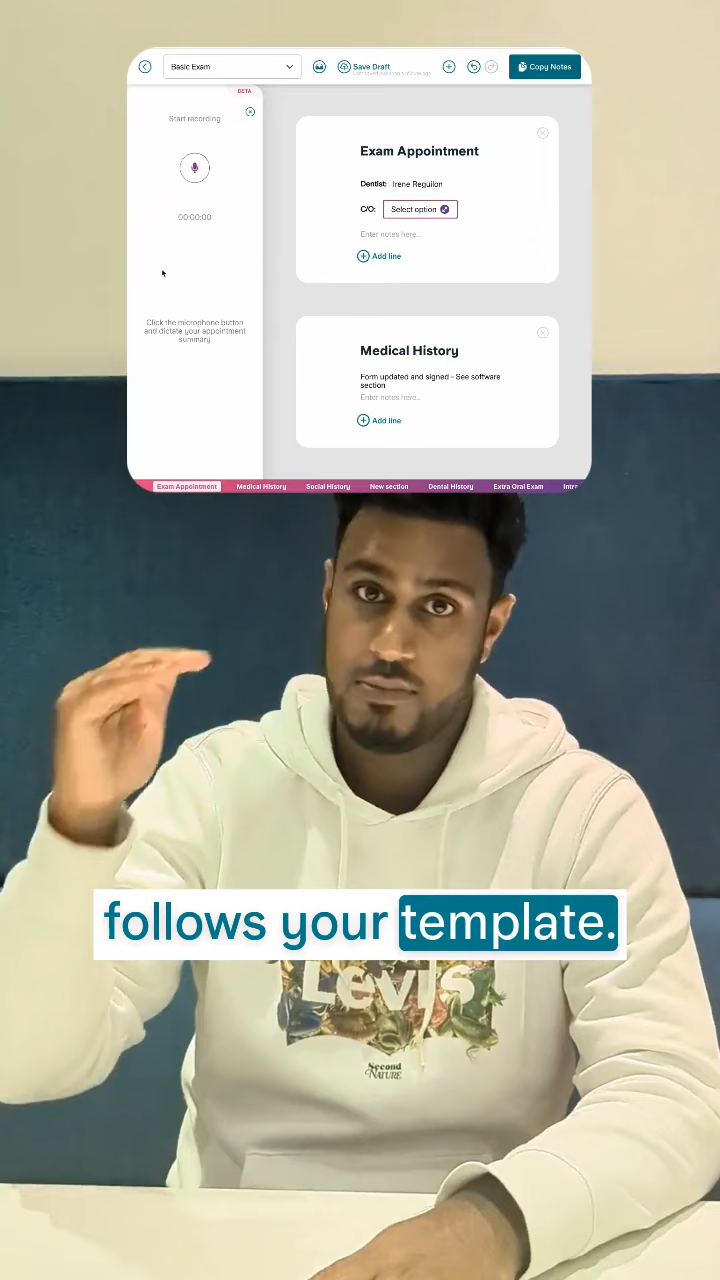 Basic Exam
Save Draft
Copy Notes
BETA
Start recording
00:00:00
Click the microphone button
and dictate your appointment
summary
Exam Appointment
Dentist: Irene Reguilon
C/O: Select option
Enter notes here...
Add line
Medical History
Form updated and signed - See software
section
Enter notes here...
Add line
Exam Appointment Medical History Social History New section Dental History Extra Oral Exam Intra
follows your template.
Levi's
Second
NATURE